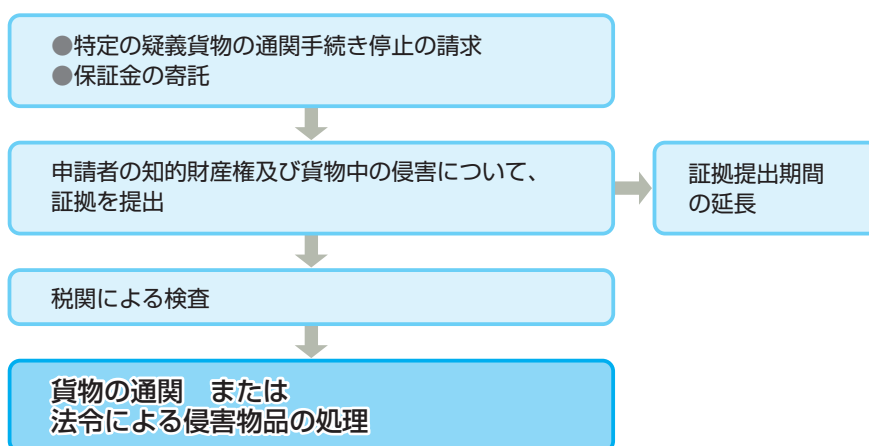 ●特定の疑義貨物の通関手続き停止の請求
●保証金の寄託
申請者の知的財産権及び貨物中の侵害について、
証拠を提出
証拠提出期間
の延長
税関による検査
貨物の通関　または
法令による侵害物品の処理